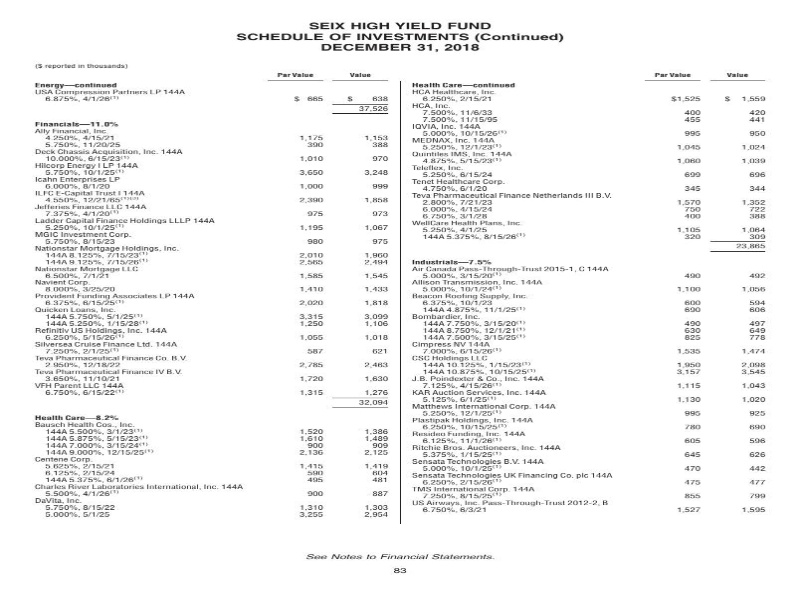 SEIX HIGH YIELD FUND
SCHEDULE OF INVESTMENTS (Continued)
DECEMBER 31, 2018
($ reported in thousands)
Par Value Value
Energy—continued
USA Compression Partners LP 144A
6.875%, 4/1/26(1) $ 665 $ 638
37,526
Financials—11.0%
Ally Financial, Inc.
4.250%, 4/15/21 1,175 1,153
5.750%, 11/20/25 390 388
Deck Chassis Acquisition, Inc. 144A
10.000%, 6/15/23(1) 1,010 970
Hilcorp Energy I LP 144A
5.750%, 10/1/25(1) 3,650 3,248
Icahn Enterprises LP
6.000%, 8/1/20 1,000 999
ILFC E-Capital Trust I 144A
4.550%, 12/21/65(1)(2)(3) 2,390 1,858
Jefferies Finance LLC 144A
7.375%, 4/1/20(1) 975 973
Ladder Capital Finance Holdings LLLP 144A
5.250%, 10/1/25(1) 1,195 1,067
MGIC Investment Corp.
5.750%, 8/15/23 980 975
Nationstar Mortgage Holdings, Inc.
144A 8.125%, 7/15/23(1) 2,010 1,960
144A 9.125%, 7/15/26(1) 2,565 2,494
Nationstar Mortgage LLC
6.500%, 7/1/21 1,585 1,545
Navient Corp.
8.000%, 3/25/20 1,410 1,433
Provident Funding Associates LP 144A
6.375%, 6/15/25(1) 2,020 1,818
Quicken Loans, Inc.
144A 5.750%, 5/1/25(1) 3,315 3,099
144A 5.250%, 1/15/28(1) 1,250 1,106
Refinitiv US Holdings, Inc. 144A
6.250%, 5/15/26(1) 1,055 1,018
Silversea Cruise Finance Ltd. 144A
7.250%, 2/1/25(1) 587 621
Teva Pharmaceutical Finance Co. B.V.
2.950%, 12/18/22 2,785 2,463
Teva Pharmaceutical Finance IV B.V.
3.650%, 11/10/21 1,720 1,630
VFH Parent LLC 144A
6.750%, 6/15/22(1) 1,315 1,276
32,094
Health Care—8.2%
Bausch Health Cos., Inc.
144A 5.500%, 3/1/23(1) 1,520 1,386
144A 5.875%, 5/15/23(1) 1,610 1,489
144A 7.000%, 3/15/24(1) 900 909
144A 9.000%, 12/15/25(1) 2,136 2,125
Centene Corp.
5.625%, 2/15/21 1,415 1,419
6.125%, 2/15/24 590 604
144A 5.375%, 6/1/26(1) 495 481
Charles River Laboratories International, Inc. 144A
5.500%, 4/1/26(1) 900 887
DaVita, Inc.
5.750%, 8/15/22 1,310 1,303
5.000%, 5/1/25 3,255 2,954
Par Value Value
Health Care—continued
HCA Healthcare, Inc.
6.250%, 2/15/21 $1,525 $ 1,559
HCA, Inc.
7.500%, 11/6/33 400 420
7.500%, 11/15/95 455 441
IQVIA, Inc. 144A
5.000%, 10/15/26(1) 995 950
MEDNAX, Inc. 144A
5.250%, 12/1/23(1) 1,045 1,024
Quintiles IMS, Inc. 144A
4.875%, 5/15/23(1) 1,060 1,039
Teleflex, Inc.
5.250%, 6/15/24 699 696
Tenet Healthcare Corp.
4.750%, 6/1/20 345 344
Teva Pharmaceutical Finance Netherlands III B.V.
2.800%, 7/21/23 1,570 1,352
6.000%, 4/15/24 750 722
6.750%, 3/1/28 400 388
WellCare Health Plans, Inc.
5.250%, 4/1/25 1,105 1,064
144A 5.375%, 8/15/26(1) 320 309
23,865
Industrials—7.5%
Air Canada Pass-Through-Trust 2015-1, C 144A
5.000%, 3/15/20(1) 490 492
Allison Transmission, Inc. 144A
5.000%, 10/1/24(1) 1,100 1,056
Beacon Roofing Supply, Inc.
6.375%, 10/1/23 600 594
144A 4.875%, 11/1/25(1) 690 606
Bombardier, Inc.
144A 7.750%, 3/15/20(1) 490 497
144A 8.750%, 12/1/21(1) 630 649
144A 7.500%, 3/15/25(1) 825 778
Cimpress NV 144A
7.000%, 6/15/26(1) 1,535 1,474
CSC Holdings LLC
144A 10.125%, 1/15/23(1) 1,950 2,098
144A 10.875%, 10/15/25(1) 3,157 3,545
J.B. Poindexter & Co., Inc. 144A
7.125%, 4/15/26(1) 1,115 1,043
KAR Auction Services, Inc. 144A
5.125%, 6/1/25(1) 1,130 1,020
Matthews International Corp. 144A
5.250%, 12/1/25(1) 995 925
Plastipak Holdings, Inc. 144A
6.250%, 10/15/25(1) 780 690
Resideo Funding, Inc. 144A
6.125%, 11/1/26(1) 605 596
Ritchie Bros. Auctioneers, Inc. 144A
5.375%, 1/15/25(1) 645 626
Sensata Technologies B.V. 144A
5.000%, 10/1/25(1) 470 442
Sensata Technologies UK Financing Co. plc 144A
6.250%, 2/15/26(1) 475 477
TMS International Corp. 144A
7.250%, 8/15/25(1) 855 799
US Airways, Inc. Pass-Through-Trust 2012-2, B
6.750%, 6/3/21 1,527 1,595
See Notes to Financial Statements.
83